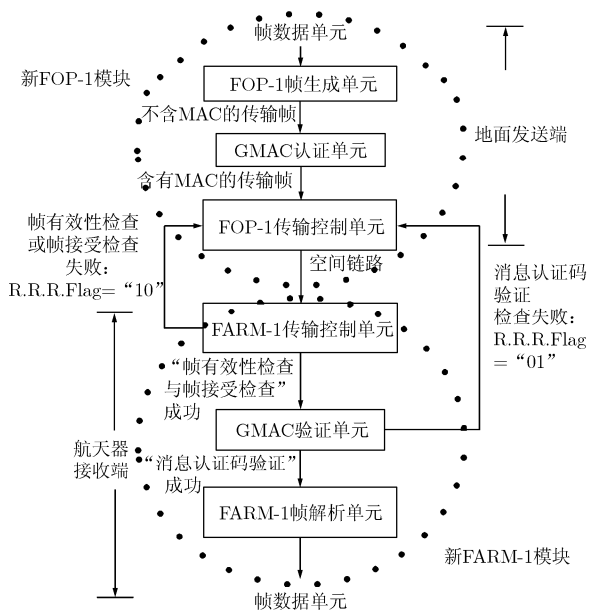 帧数据单元
新FOP-1模块
FOP-1帧生成单元
不含MAC的传输帧
地面发送端
GMAC认证单元
含有MAC的传输帧
帧有效性检查
或帧接受检查
失败：
R.R.R.Flag=“10”
FOP-1传输控制单元
空间链路
消息认证码
验证
检查失败：
R.R.R.Flag
=“01”
FARM-1传输控制单元
“帧有效性检查
与帧接受检查”
成功
GMAC验证单元
航天器
接收端
“消息认证码验证”
成功
FARM-1帧解析单元
新FARM-1模块
帧数据单元